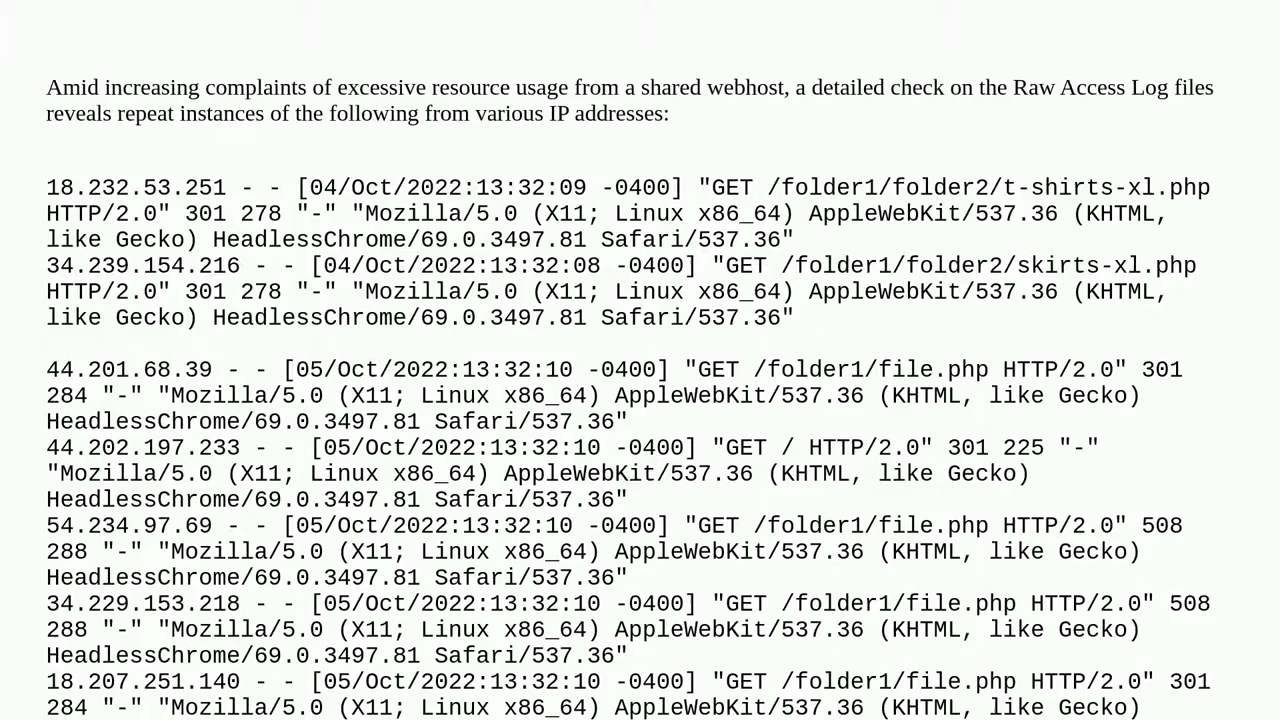 Amid increasing complaints of excessive resource usage from a shared webhost, a detailed check on the Raw Access Log files
reveals repeat instances of the following from various IP addresses:
18.232.53.251 - - [04/Oct/2022:13:32:09 -0400] "GET /folder1/folder2/t-shirts-xl.php
HTTP/2.0" 301 278 "-" "Mozilla/5.0 (X11; Linux x86_64) AppleWebKit/537.36 (KHTML,
like Gecko) HeadlessChrome/69.0.3497.81 Safari/537.36"
34.239.154.216 - - [04/Oct/2022:13:32:08 -0400] "GET /folder1/folder2/skirts-xl.php
HTTP/2.0" 301 278 "-" "Mozilla/5.0 (X11; Linux x86_64) AppleWebKit/537.36 (KHTML,
like Gecko) HeadlessChrome/69.0.3497.81 Safari/537.36"
44.201.68.39 - - [05/Oct/2022:13:32:10 -0400] "GET /folder1/file.php HTTP/2.0" 301
284 "-" "Mozilla/5.0 (X11; Linux x86_64) AppleWebKit/537.36 (KHTML, like Gecko)
HeadlessChrome/69.0.3497.81 Safari/537.36"
44.202.197.233 - - [05/Oct/2022:13:32:10 -0400] "GET / HTTP/2.0" 301 225 "-"
"Mozilla/5.0 (X11; Linux x86_64) AppleWebKit/537.36 (KHTML, like Gecko)
HeadlessChrome/69.0.3497.81 Safari/537.36"
54.234.97.69 - - [05/Oct/2022:13:32:10 -0400] "GET /folder1/file.php HTTP/2.0" 508
288 "-" "Mozilla/5.0 (X11; Linux x86_64) AppleWebKit/537.36 (KHTML, like Gecko)
HeadlessChrome/69.0.3497.81 Safari/537.36"
34.229.153.218 - - [05/Oct/2022:13:32:10 -0400] "GET /folder1/file.php HTTP/2.0" 508
288 "-" "Mozilla/5.0 (X11; Linux x86_64) AppleWebKit/537.36 (KHTML, like Gecko)
HeadlessChrome/69.0.3497.81 Safari/537.36"
18.207.251.140 - - [05/Oct/2022:13:32:10 -0400] "GET /folder1/file.php HTTP/2.0" 301
284 "-" "Mozilla/5.0 (X11; Linux x86_64) AppleWebKit/537.36 (KHTML, like Gecko)